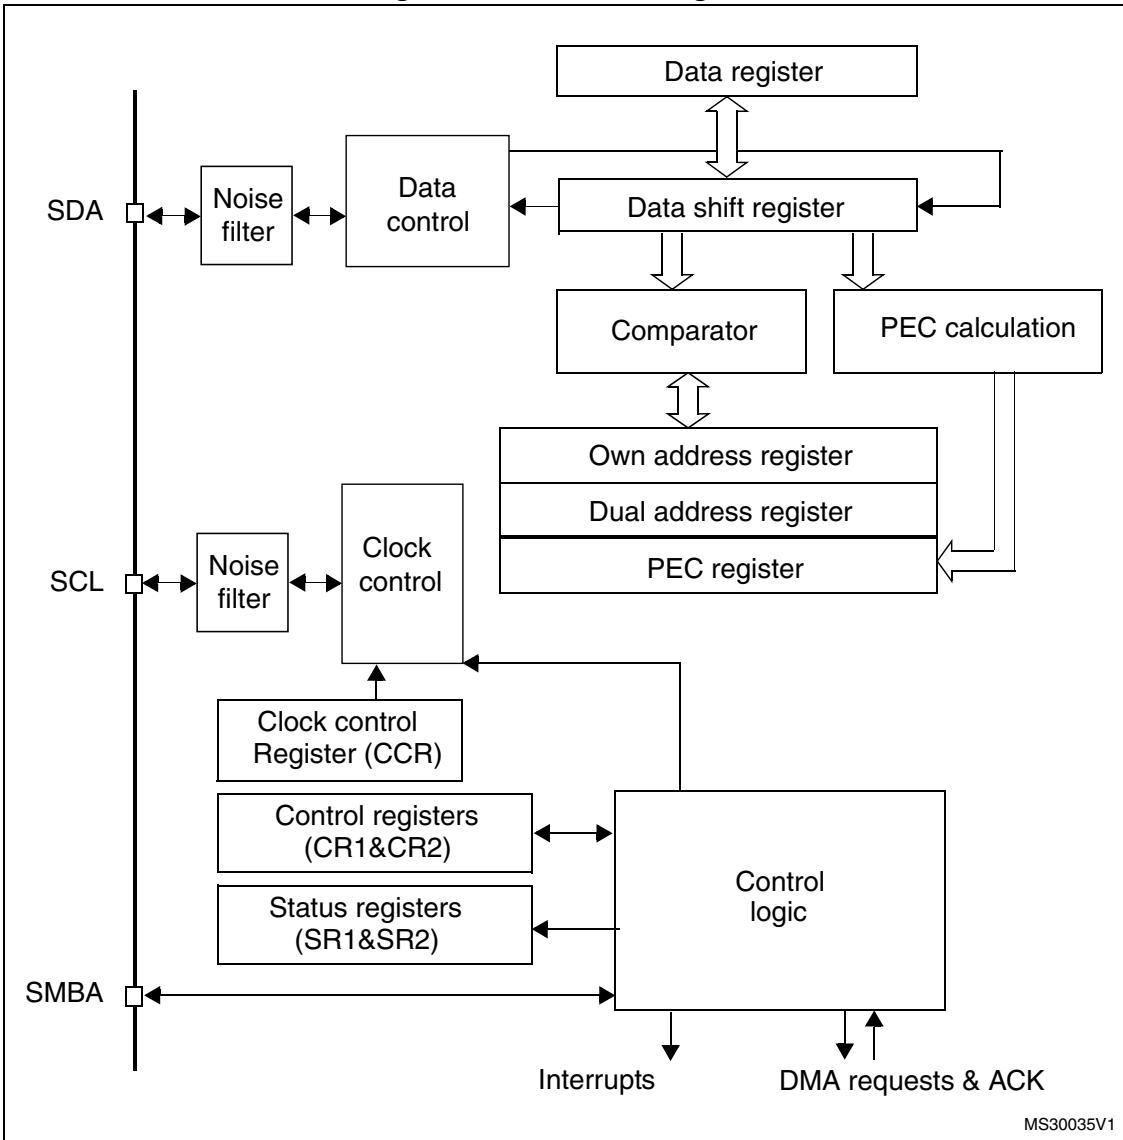 Data register
SDA
Noise
filter
Data
control
Data shift register
Comparator
PEC calculation
Own address register
Dual address register
PEC register
SCL
Noise
filter
Clock
control
Clock control
Register (CCR)
Control registers
(CR1&CR2)
Status registers
(SR1&SR2)
Control
logic
SMBA
Interrupts
DMA requests & ACK
MS30035V1